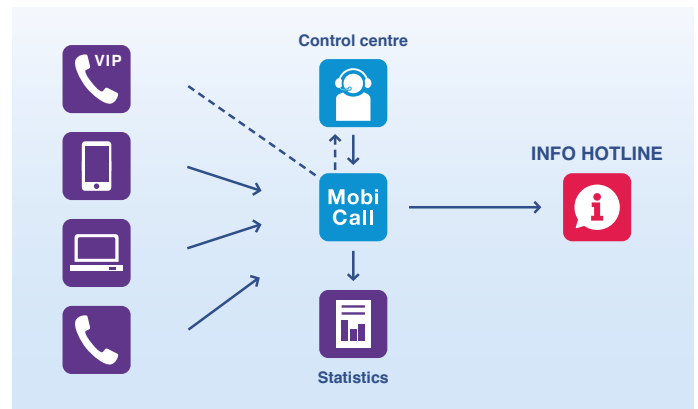 VIP
Control centre
INFO HOTLINE
Mobi
Call
Statistics